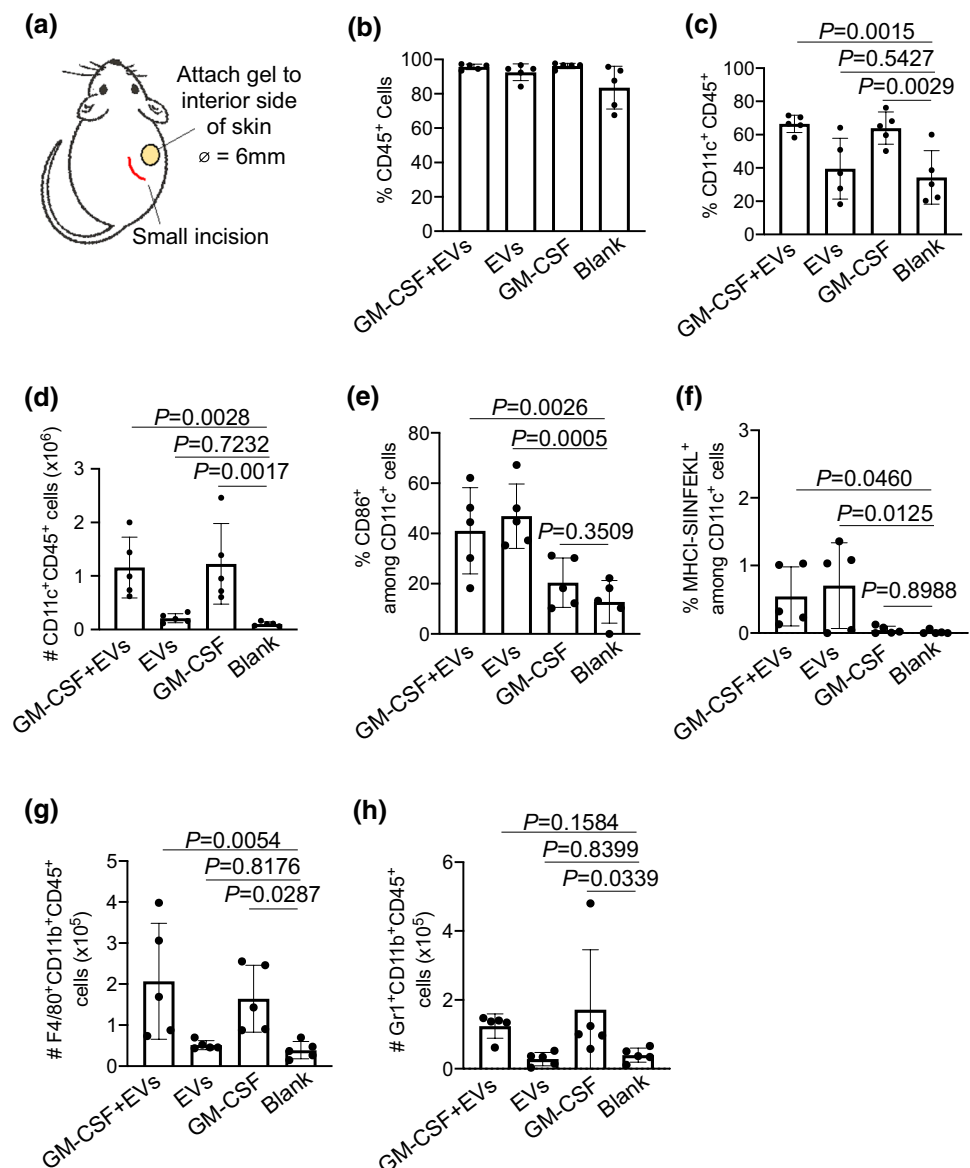 (a)
Attach gel to
interior side
of skin
⌀ = 6mm
Small incision
(b)
% CD45⁺ Cells
100
80
60
40
20
0
GM-CSF+EVs
EVs
GM-CSF
Blank
(c)
P=0.0015
P=0.5427
P=0.0029
% CD11c⁺ CD45⁺
100
80
60
40
20
0
GM-CSF+EVs
EVs
GM-CSF
Blank
(d)
P=0.0028
P=0.7232
P=0.0017
# CD11c⁺CD45⁺ cells (x10⁶)
3
2
1
0
GM-CSF+EVs
EVs
GM-CSF
Blank
(e)
P=0.0026
P=0.0005
P=0.3509
% CD86⁺
among CD11c⁺ cells
80
60
40
20
0
GM-CSF+EVs
EVs
GM-CSF
Blank
(f)
P=0.0460
P=0.0125
P=0.8988
% MHCI-SIINFEKL⁺
among CD11c⁺ cells
3
2
1
0
GM-CSF+EVs
EVs
GM-CSF
Blank
(g)
P=0.0054
P=0.8176
P=0.0287
# F4/80⁺CD11b⁺CD45⁺
cells (x10⁵)
5
4
3
2
1
0
GM-CSF+EVs
EVs
GM-CSF
Blank
(h)
P=0.1584
P=0.8399
P=0.0339
# Gr1⁺CD11b⁺CD45⁺
cells (x10⁵)
6
4
2
0
GM-CSF+EVs
EVs
GM-CSF
Blank